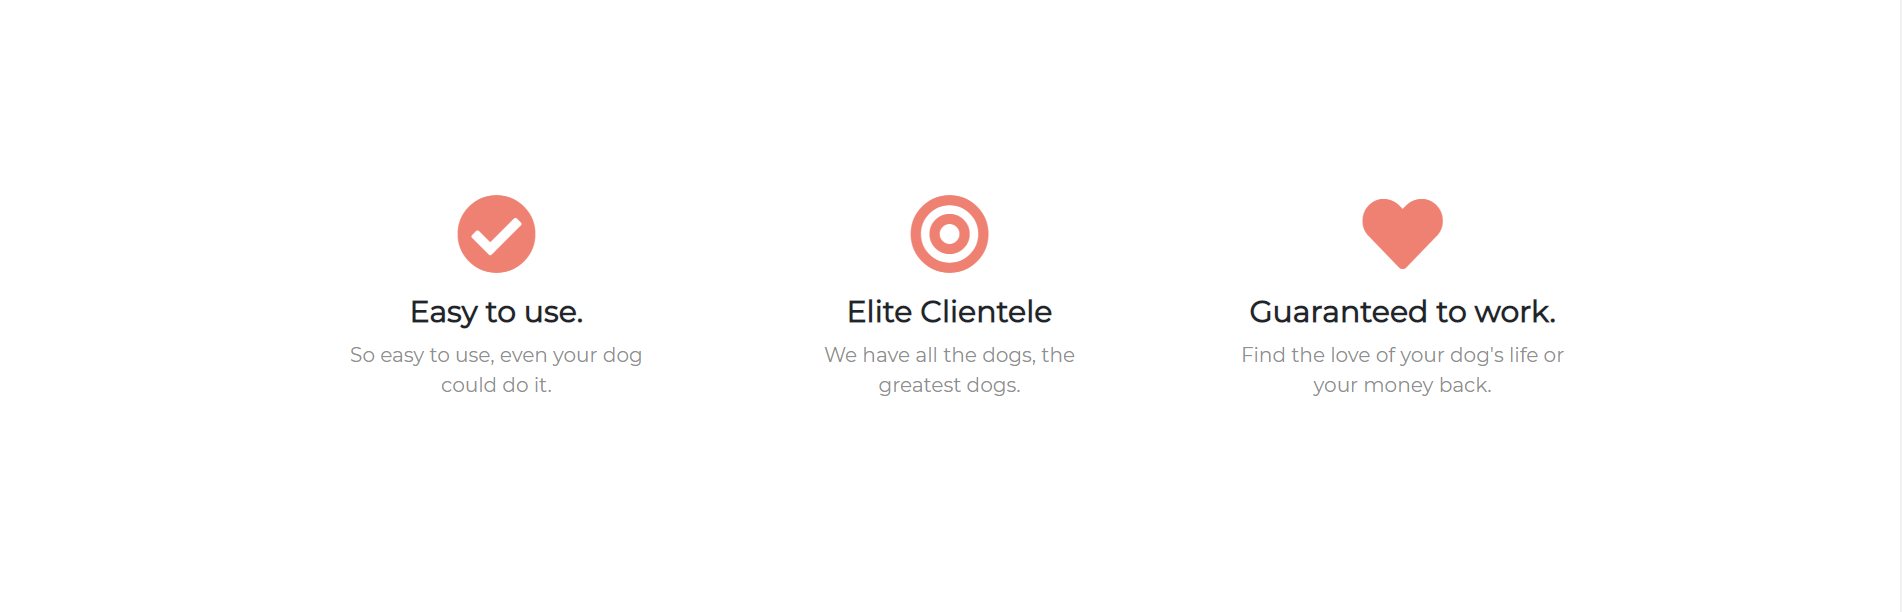 Easy to use.
So easy to use, even your dog
could do it.
Elite Clientele
We have all the dogs, the
greatest dogs.
Guaranteed to work.
Find the love of your dog's life or
your money back.